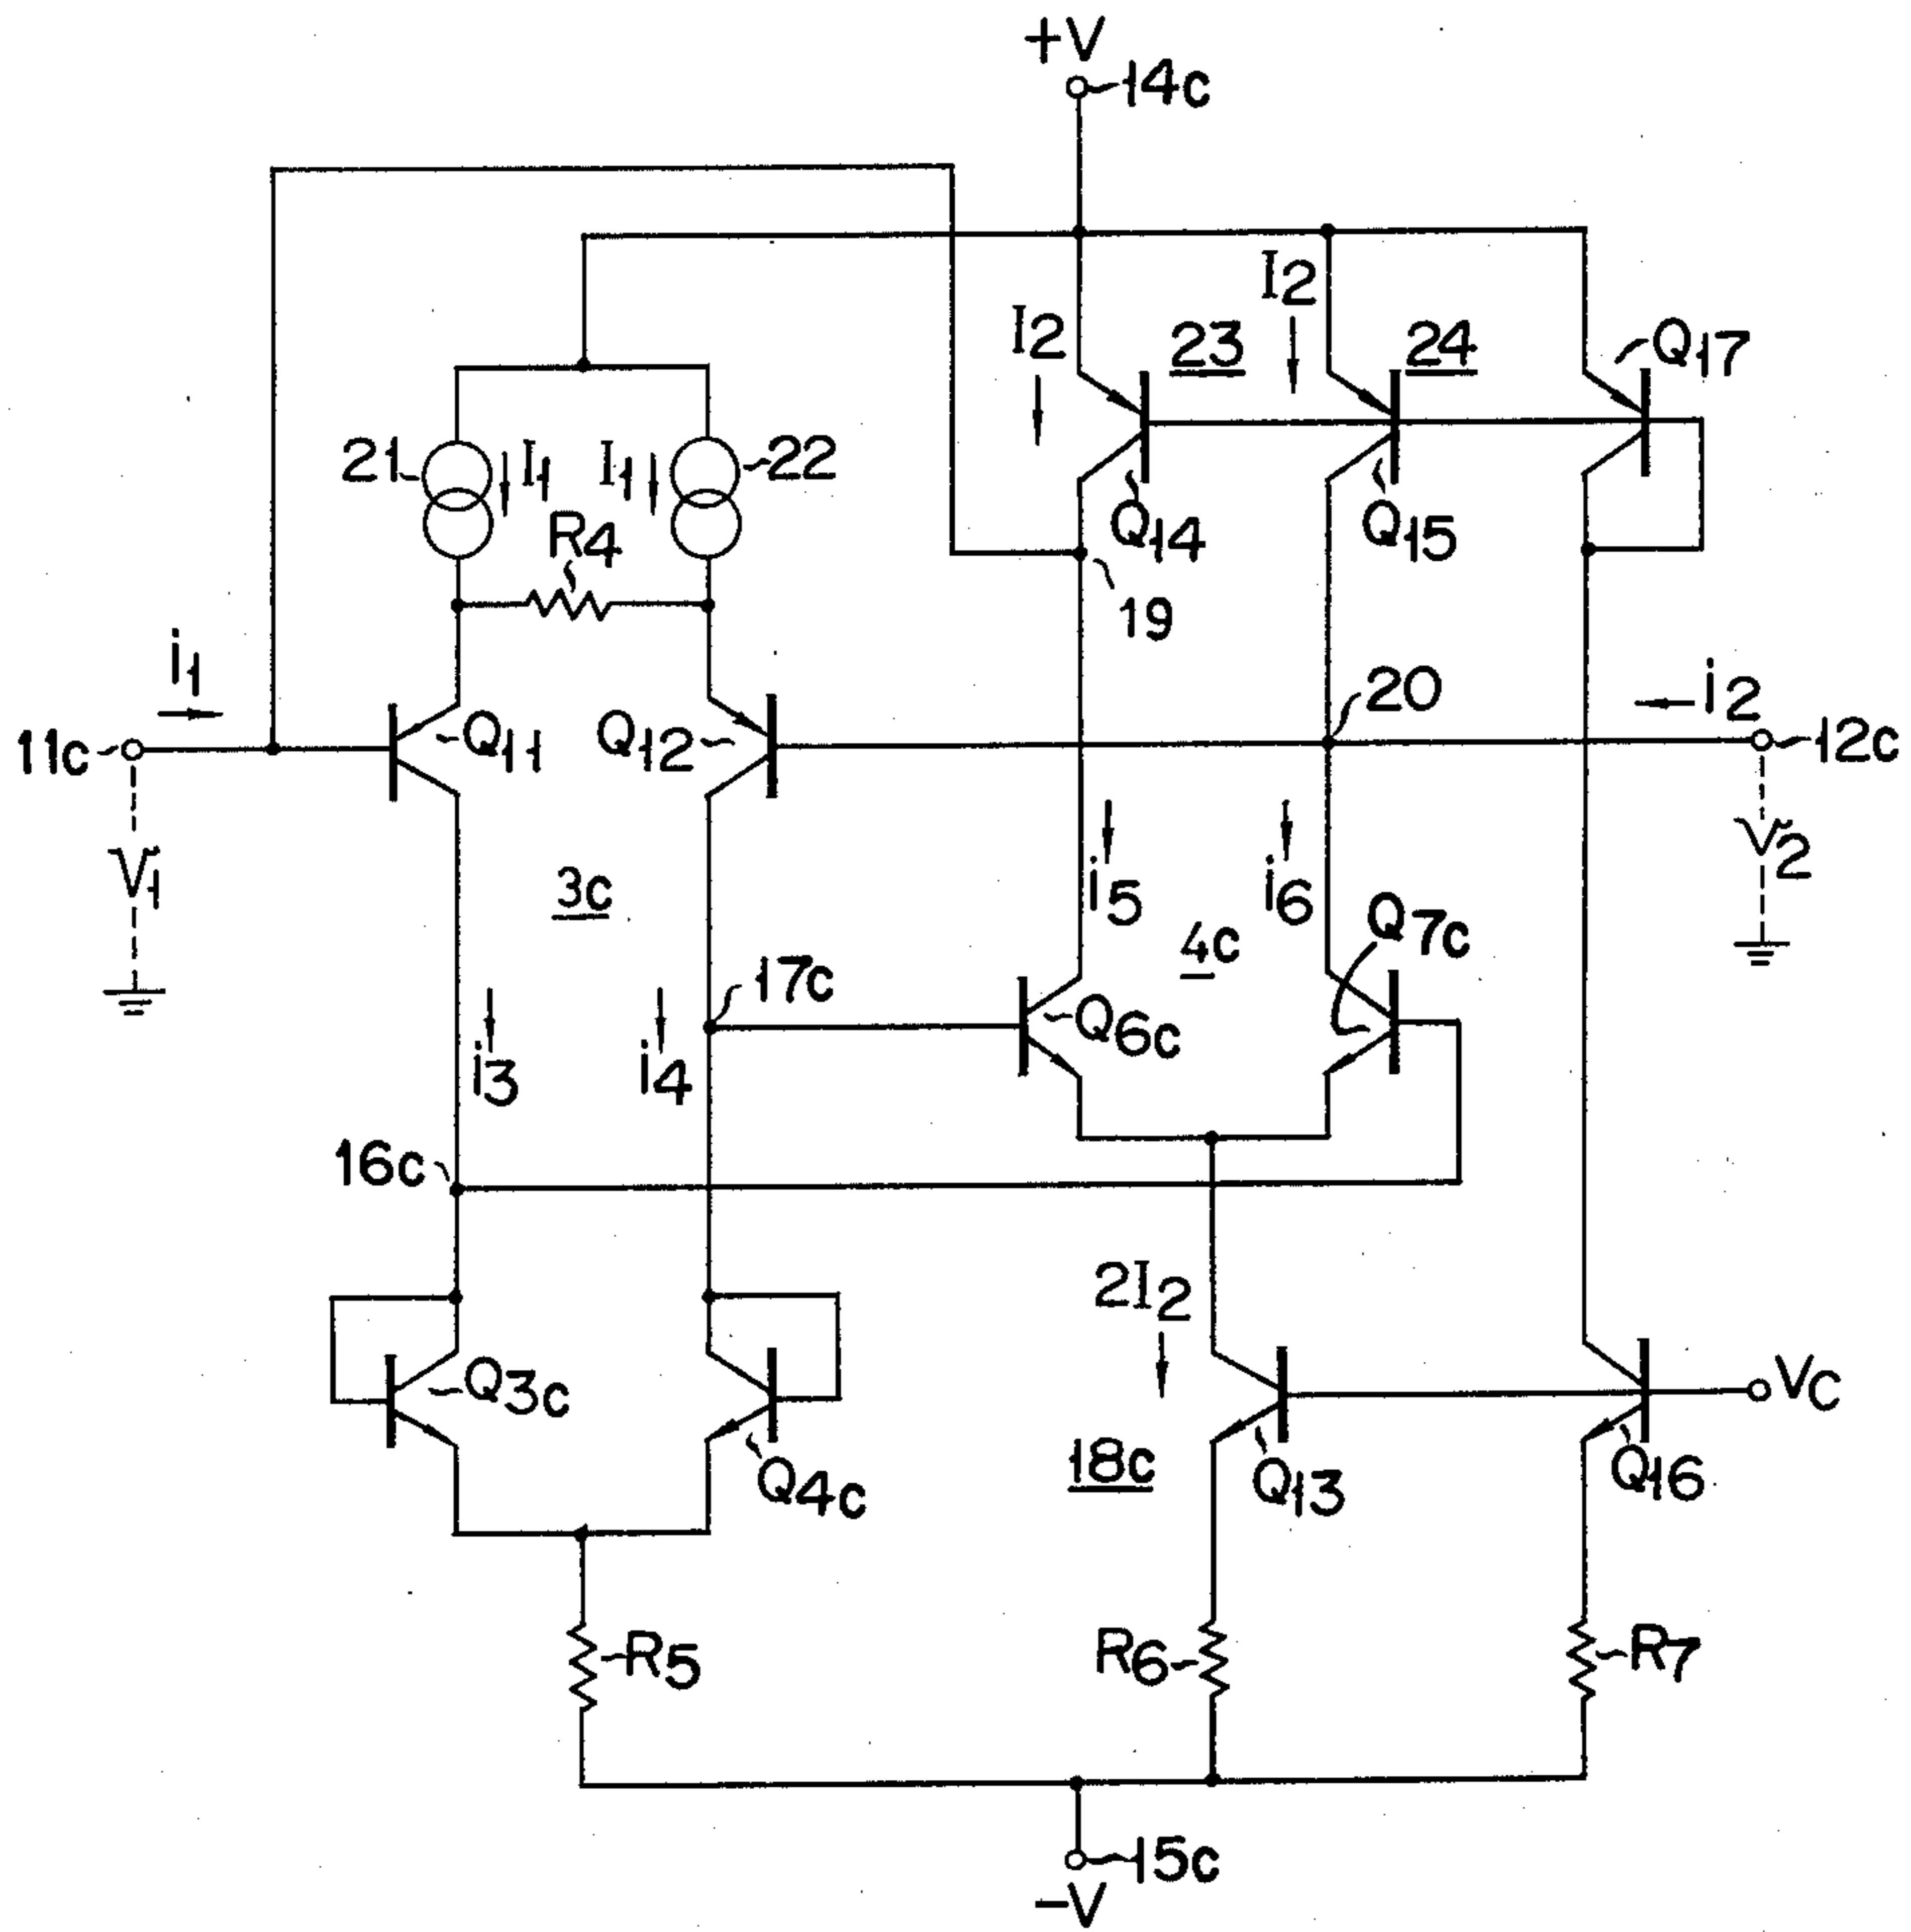 +V
14c
I2
I2
23
24
Q17
21
I1
I1
22
R4
Q14
Q15
19
i1
Q11
Q12
20
i2
11c
12c
V1
V2
3c
i5
i6
Q7c
4c
17c
Q6c
i3
i4
16c
2I2
Q3c
Q4c
18c
Q13
Q16
VC
R5
R6
R7
15c
-V